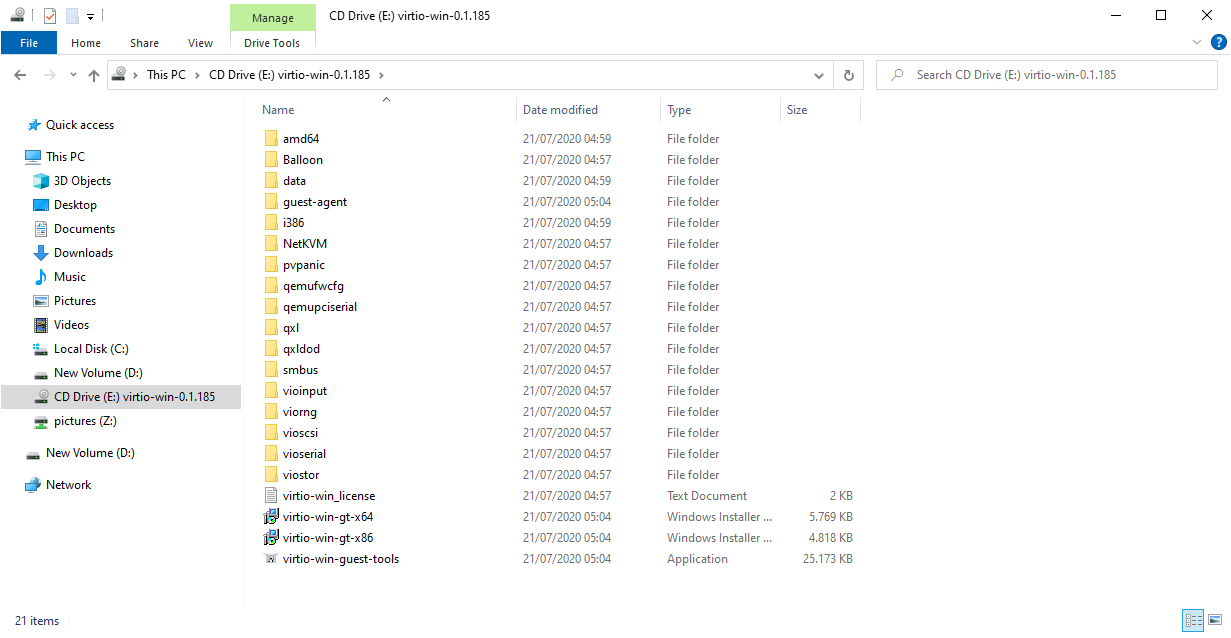 Manage
CD Drive (E:) virtio-win-0.1.185
File Home Share View Drive Tools
This PC CD Drive (E:) virtio-win-0.1.185
Search CD Drive (E:) virtio-win-0.1.185
Quick access
This PC
3D Objects
Desktop
Documents
Downloads
Music
Pictures
Videos
Local Disk (C:)
New Volume (D:)
CD Drive (E:) virtio-win-0.1.185
pictures (Z:)
New Volume (D:)
Network
Name Date modified Type Size
amd64 21/07/2020 04:59 File folder
Balloon 21/07/2020 04:57 File folder
data 21/07/2020 04:59 File folder
guest-agent 21/07/2020 05:04 File folder
i386 21/07/2020 04:59 File folder
NetKVM 21/07/2020 04:57 File folder
pvpanic 21/07/2020 04:57 File folder
qemufwcfg 21/07/2020 04:57 File folder
qemupciserial 21/07/2020 04:57 File folder
qxl 21/07/2020 04:57 File folder
qxldod 21/07/2020 04:57 File folder
smbus 21/07/2020 04:57 File folder
vioinput 21/07/2020 04:57 File folder
viorng 21/07/2020 04:57 File folder
vioscsi 21/07/2020 04:57 File folder
vioserial 21/07/2020 04:57 File folder
viostor 21/07/2020 04:57 File folder
virtio-win_license 21/07/2020 04:57 Text Document 2 KB
virtio-win-gt-x64 21/07/2020 05:04 Windows Installer ... 5.769 KB
virtio-win-gt-x86 21/07/2020 05:04 Windows Installer ... 4.818 KB
virtio-win-guest-tools 21/07/2020 05:04 Application 25.173 KB
21 items